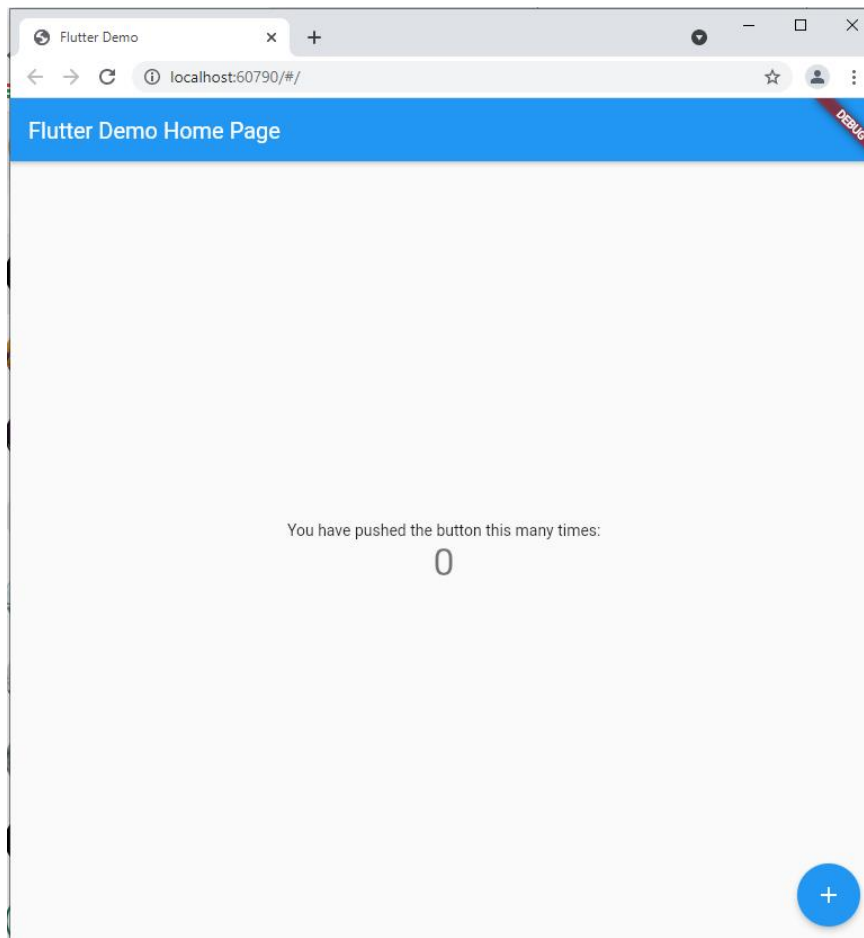 Flutter Demo
localhost:60790/#/
Flutter Demo Home Page
DEBUG
You have pushed the button this many times:
0